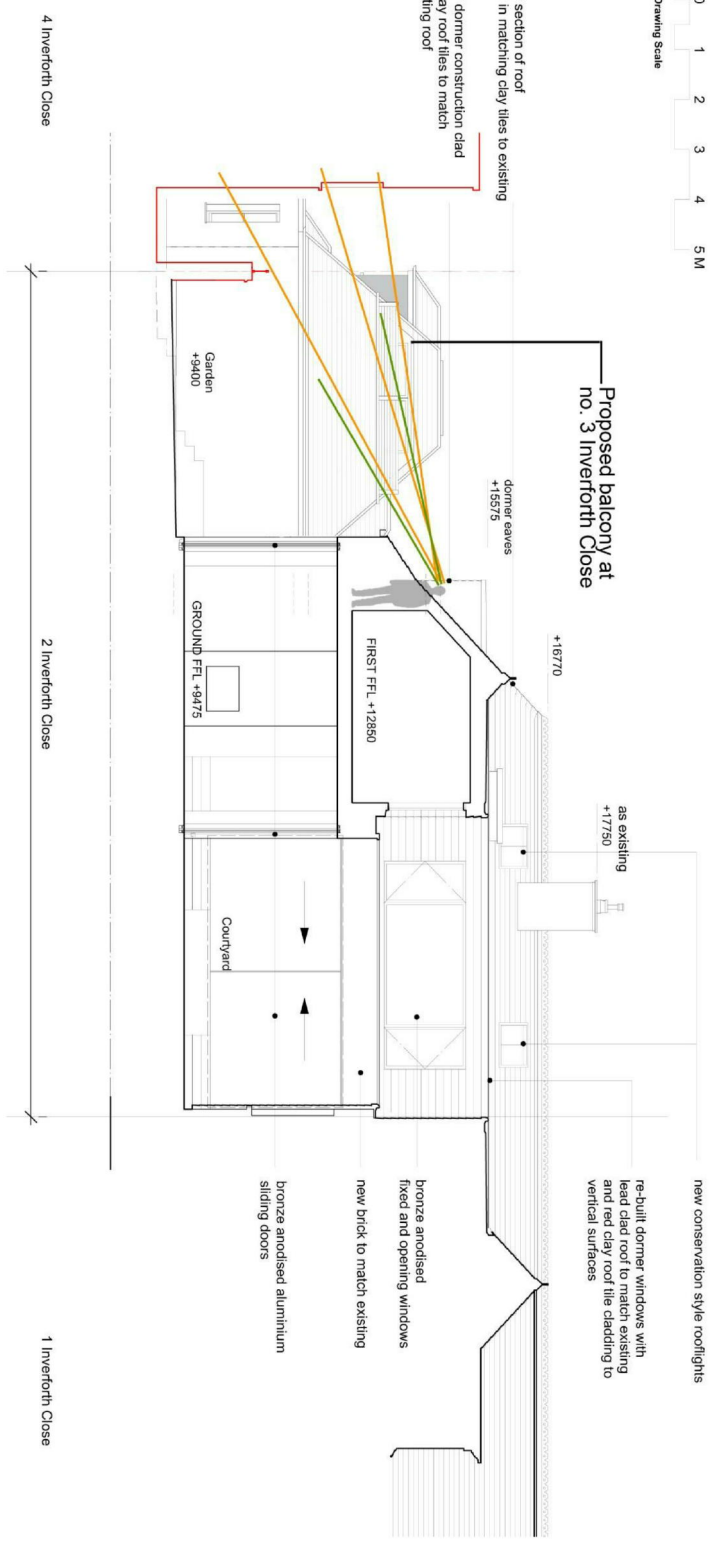 0 1 2 3 4 5 M
Drawing Scale
section of roof
in matching clay tiles to existing
dormer construction clad
roof tiles to match
roof
Proposed balcony at
no. 3 Inverforth Close
dormer eaves
+15575
+16770
as existing
+17750
new conservation style rooflights
re-built dormer windows with
lead clad roof to match existing
and red clay roof tile cladding to
vertical surfaces
FIRST FFL +12850
Garden
+9400
GROUND FFL +9475
Courtyard
bronze anodised
fixed and opening windows
new brick to match existing
bronze anodised aluminium
sliding doors
4 Inverforth Close
2 Inverforth Close
1 Inverforth Close